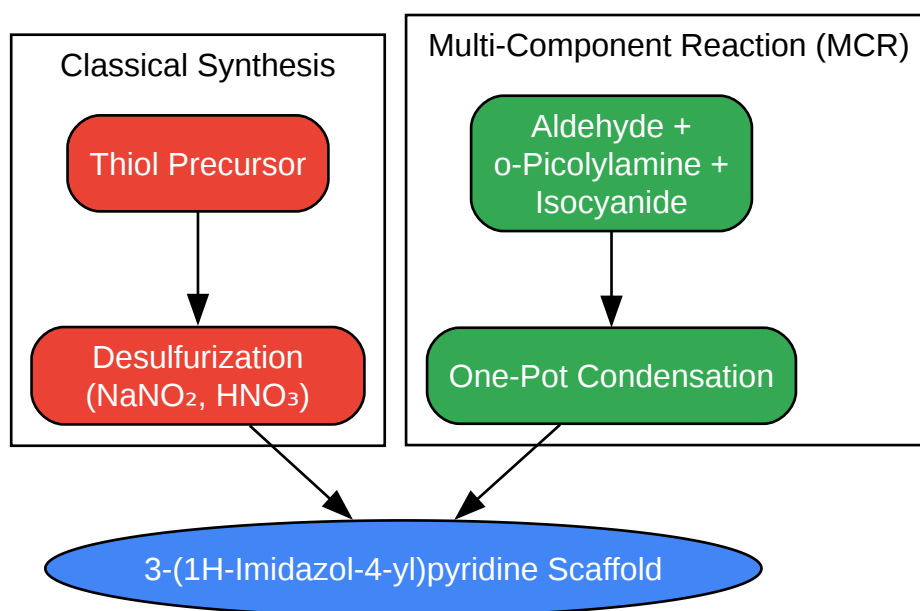 Classical Synthesis
Thiol Precursor
Desulfurization
(NaNO₂, HNO₃)
Multi-Component Reaction (MCR)
Aldehyde +
o-Picolylamine +
Isocyanide
One-Pot Condensation
3-(1H-Imidazol-4-yl)pyridine Scaffold